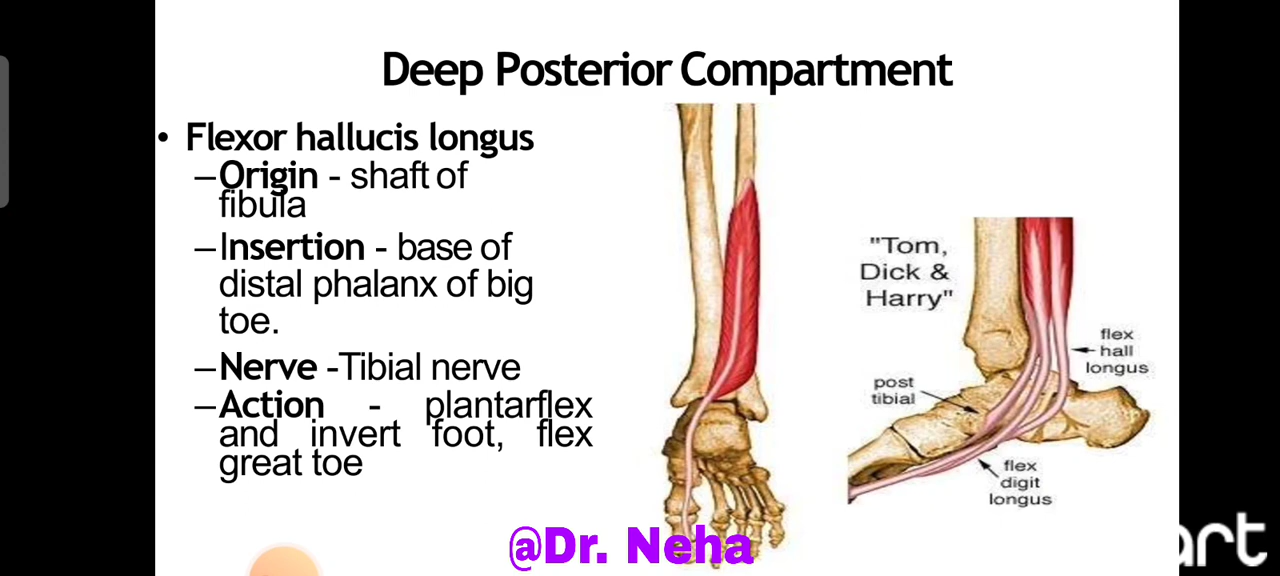 Deep Posterior Compartment
• Flexor hallucis longus
–Origin - shaft of
fibula
–Insertion - base of
distal phalanx of big
toe.
–Nerve -Tibial nerve
–Action - plantarflex
and invert foot, flex
great toe
"Tom,
Dick &
Harry"
flex
hall
longus
post
tibial
flex
digit
longus
@Dr. Neha
art